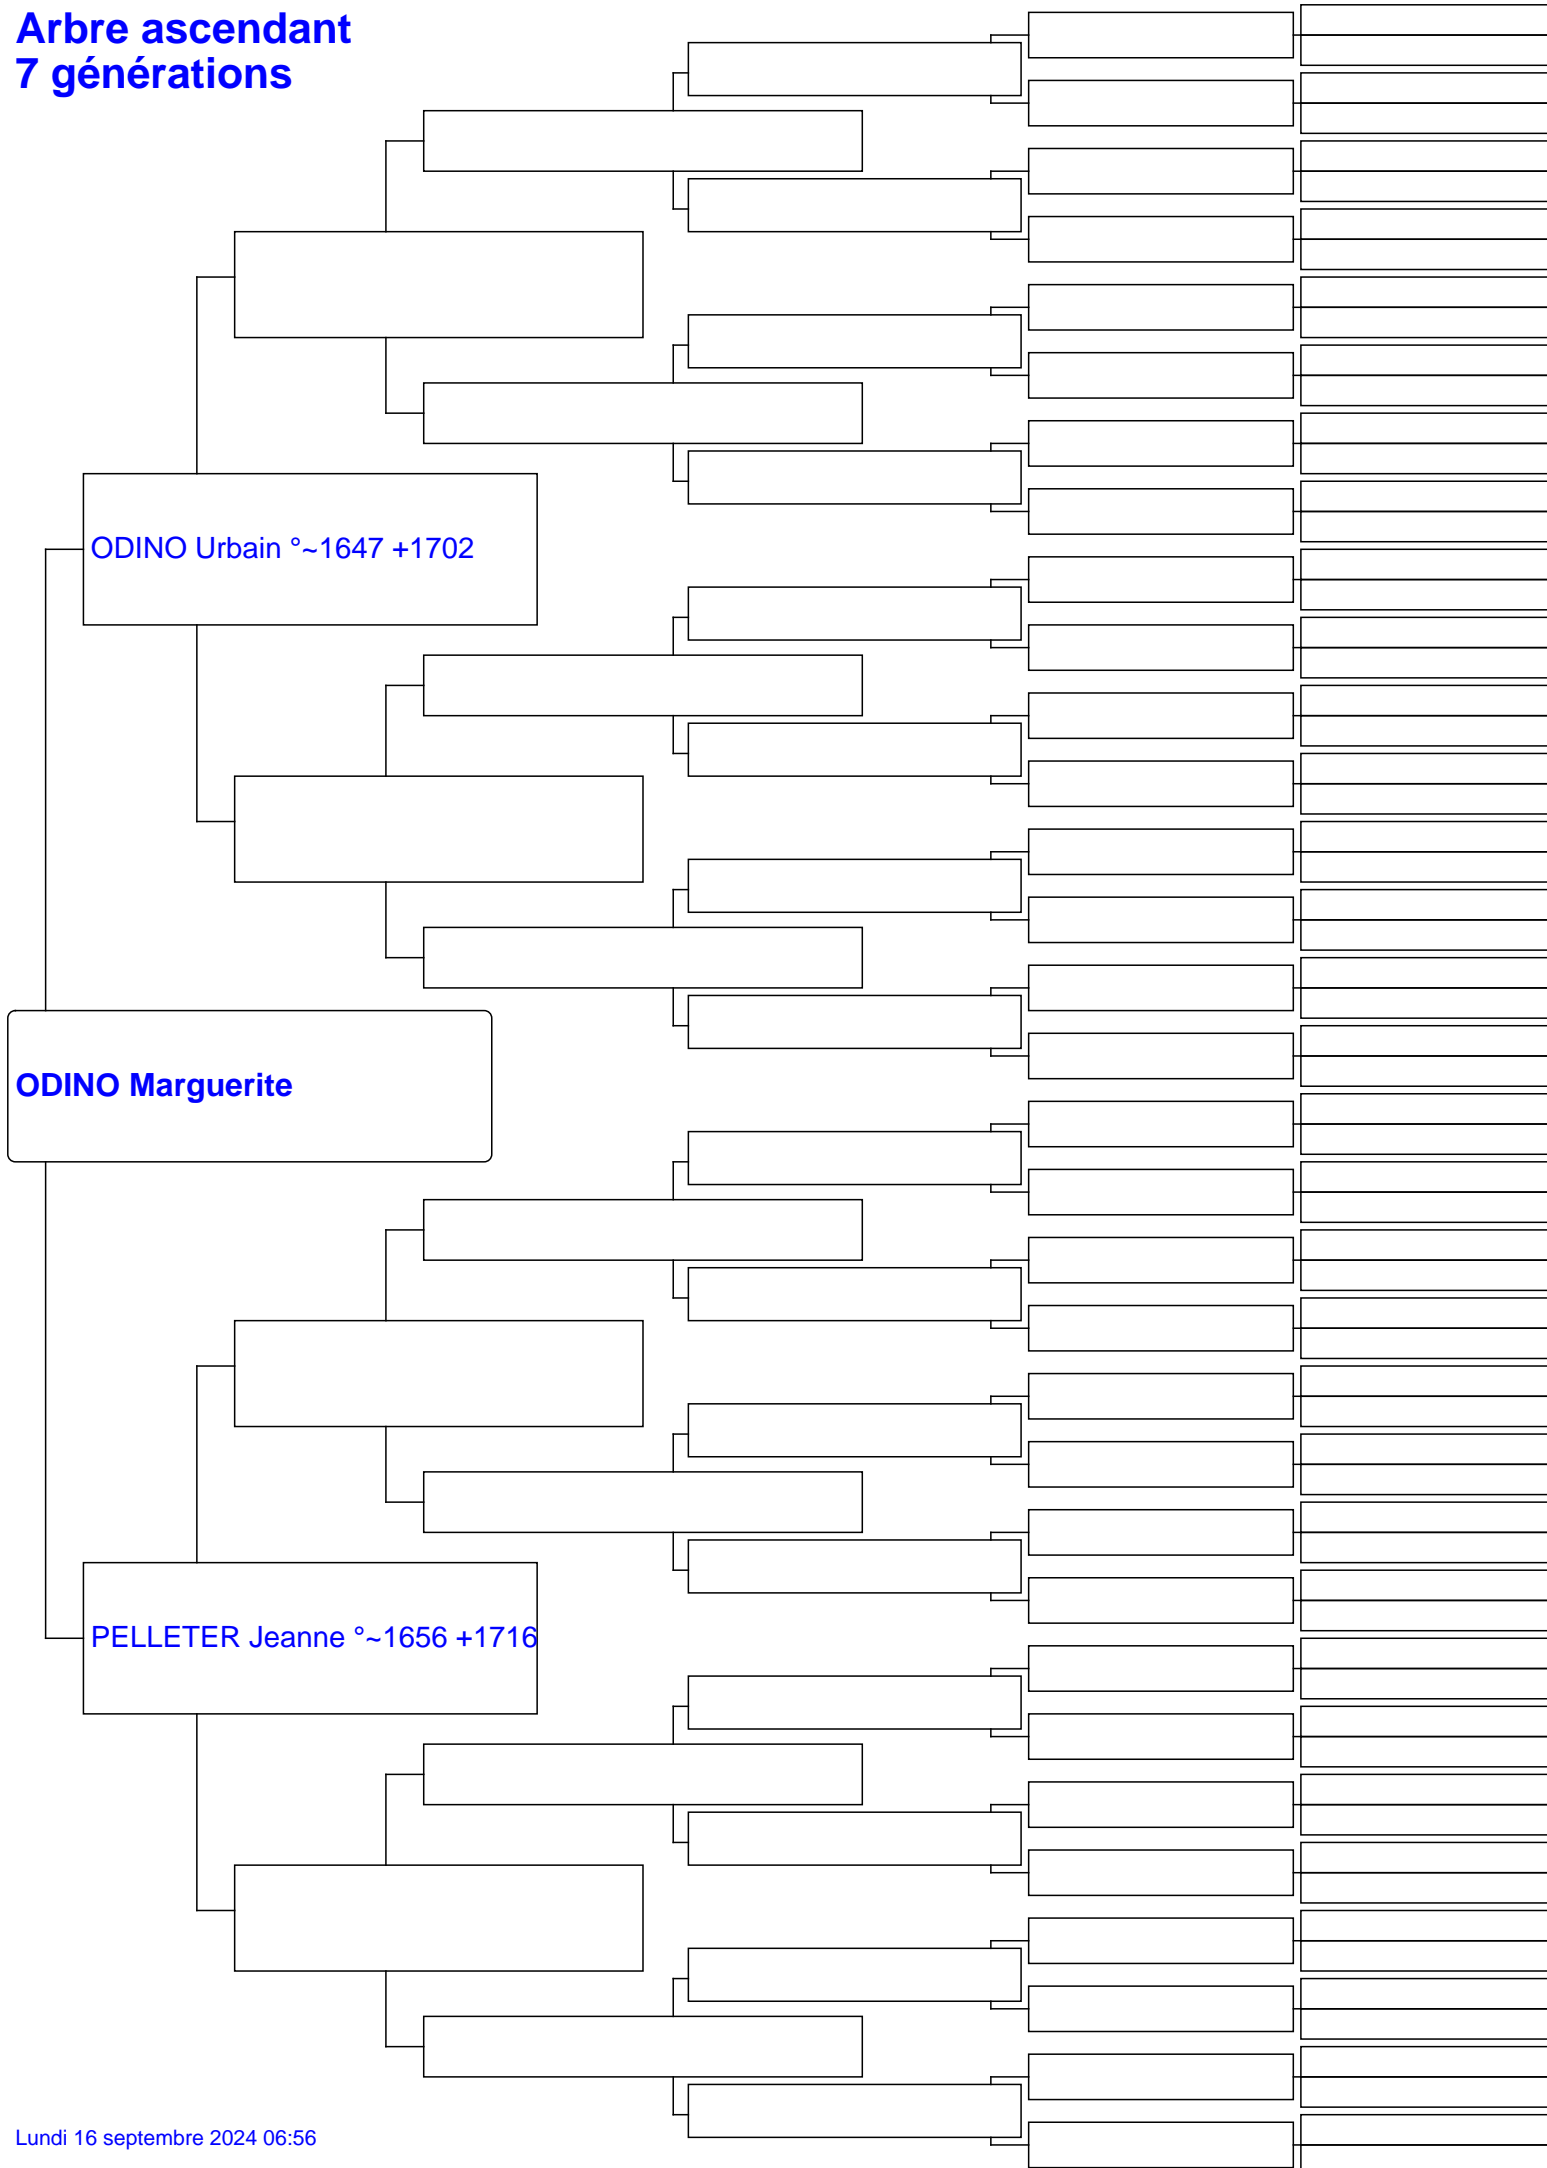 Arbre ascendant
7 générations
ODINO Urbain °~1647 +1702
ODINO Marguerite
PELLETER Jeanne °~1656 +1716
Lundi 16 septembre 2024 06:56